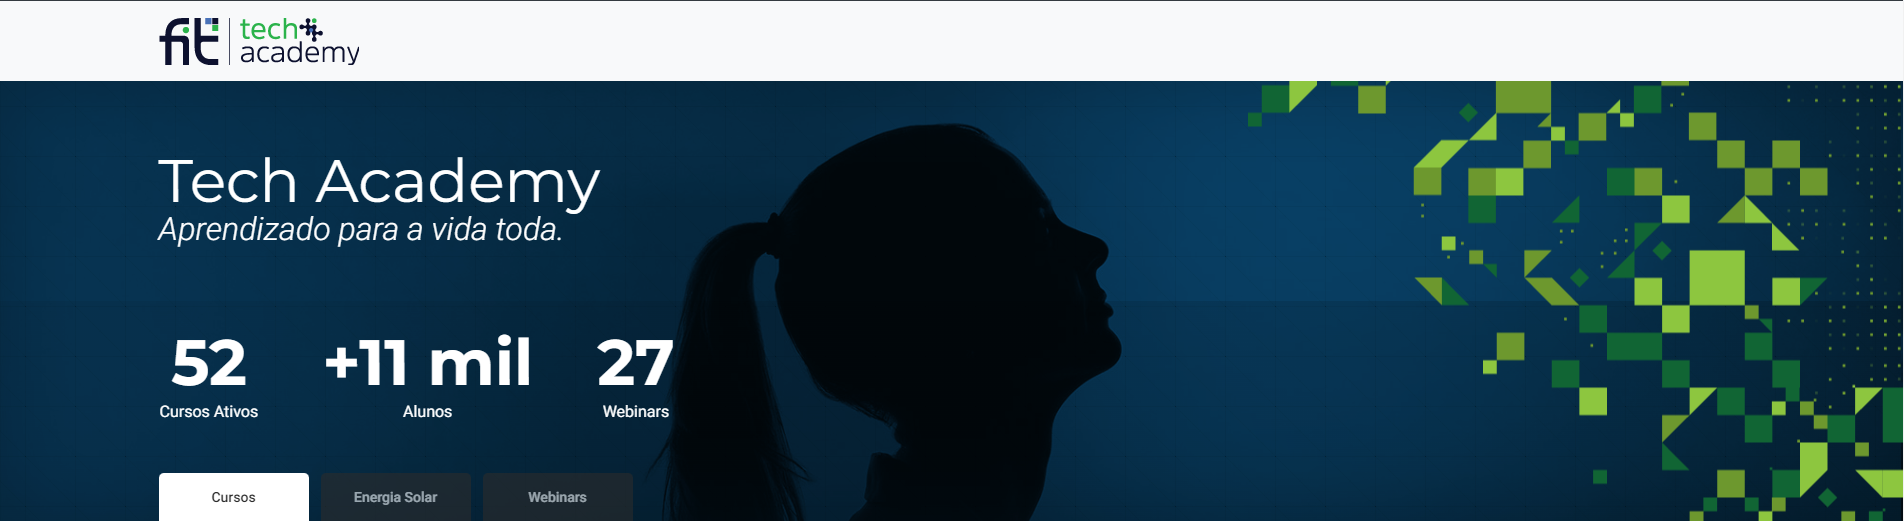 fit
tech
academy
Tech Academy
Aprendizado para a vida toda.
52 +11 mil 27
Cursos Ativos Alunos Webinars
Cursos Energia Solar Webinars